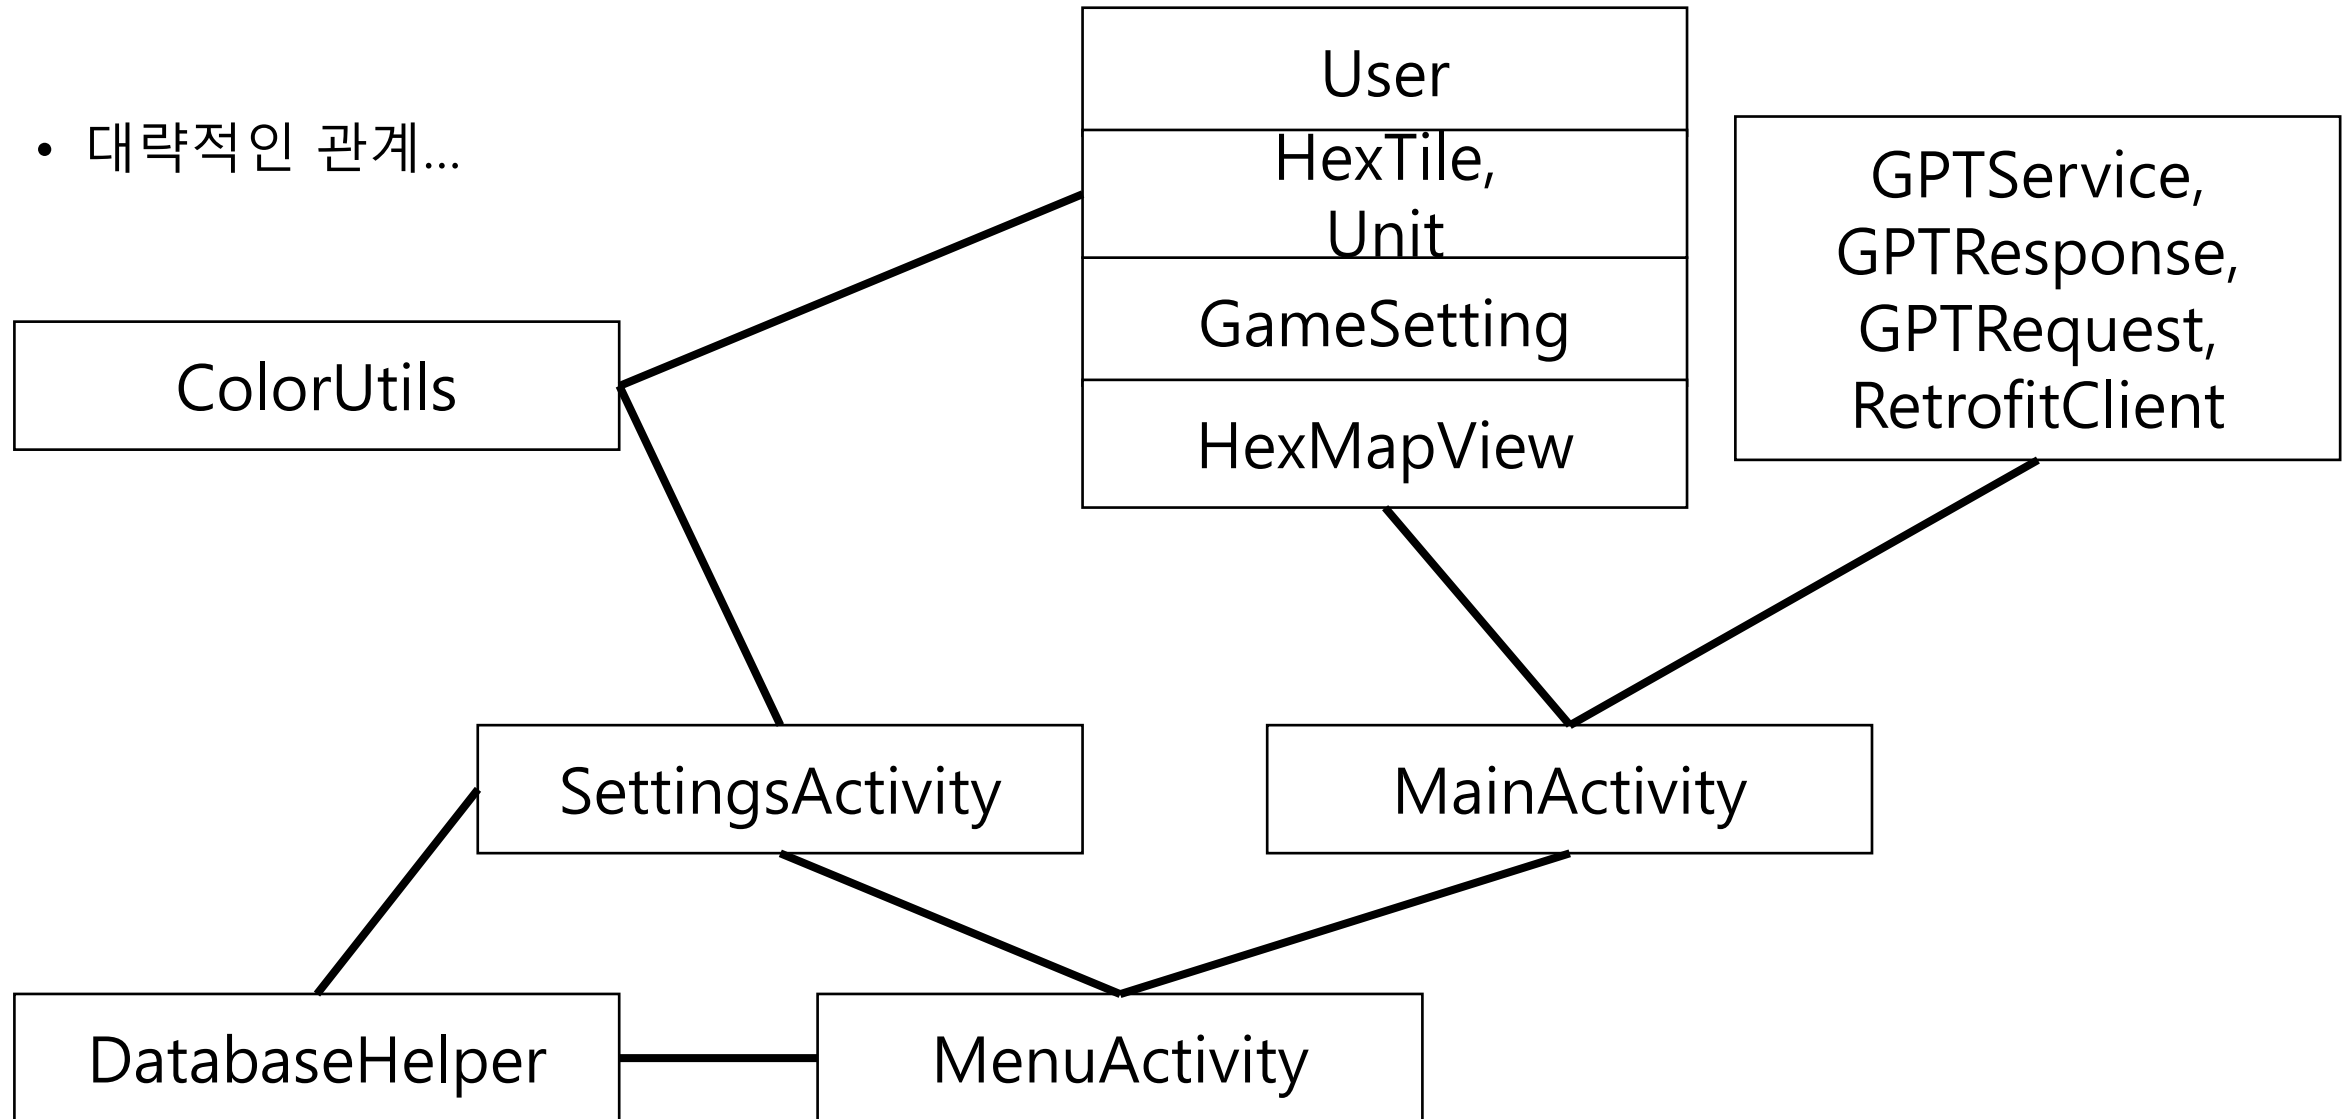 • 대략적인 관계...
User
HexTile,
Unit
GameSetting
HexMapView
GPTService,
GPTResponse,
GPTRequest,
RetrofitClient
ColorUtils
SettingsActivity
MainActivity
DatabaseHelper
MenuActivity